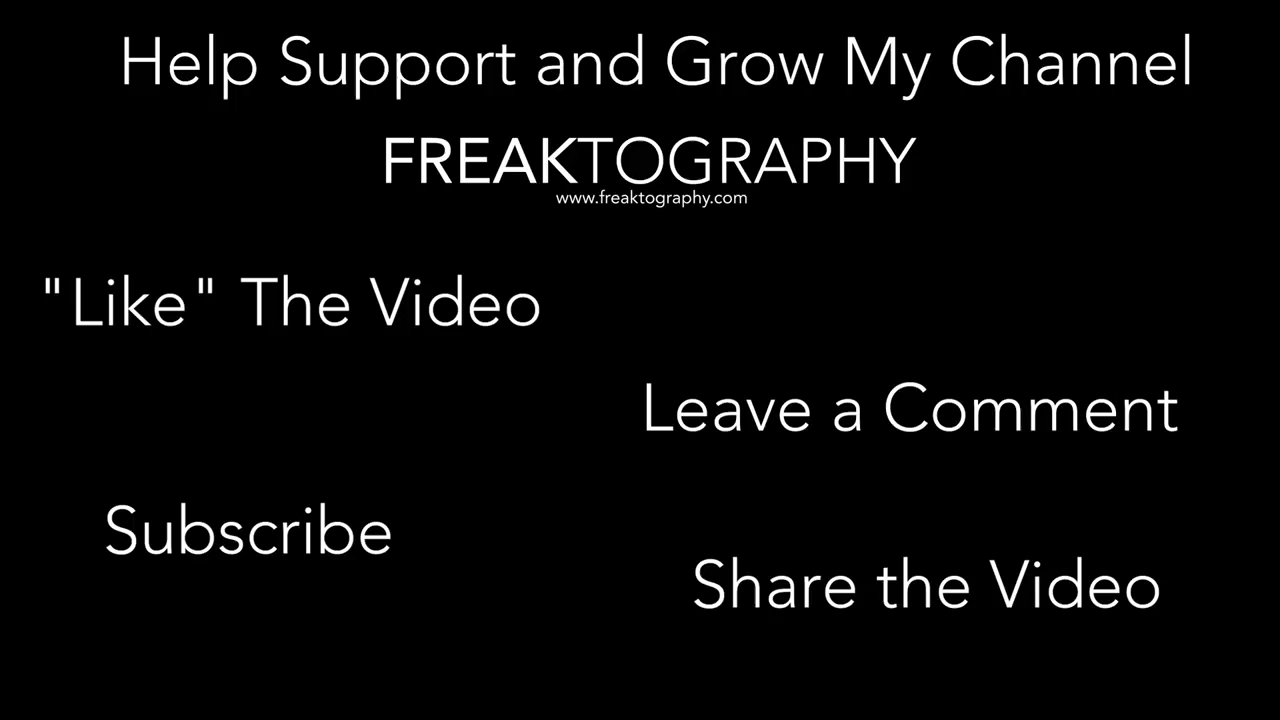 Help Support and Grow My Channel
FREAKTOGRAPHY
www.freaktography.com
"Like" The Video
Leave a Comment
Subscribe
Share the Video